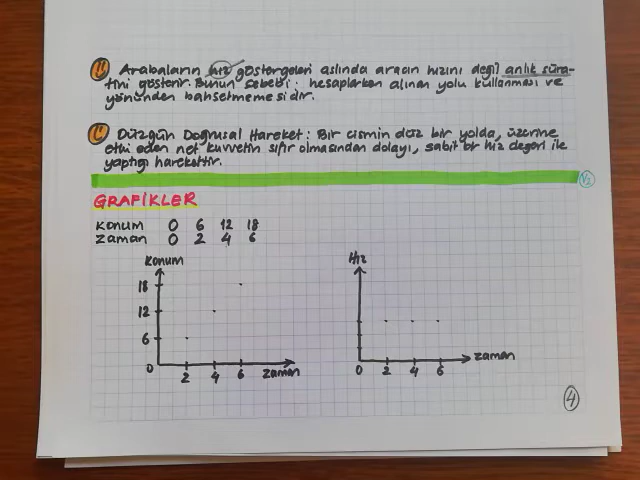 B Arabaların hız göstergeleri aslında aracın hızını değil anlık süra-
tini gösterir. Bunun sebebi: hesaplarken alınan yolu kullanması ve
yönünden bahsetmemesidir.
C Düzgün Doğrusal Hareket: Bir cismin düz bir yolda, üzerine
etki eden net kuvvetin sıfır olmasından dolayı, sabit bir hız değeri ile
yaptığı harekettir.
GRAFİKLER
Konum 0 6 12 18
Zaman 0 2 4 6
Konum
18
12
6
0 2 4 6 Zaman
Hız
0 2 4 6 Zaman
4